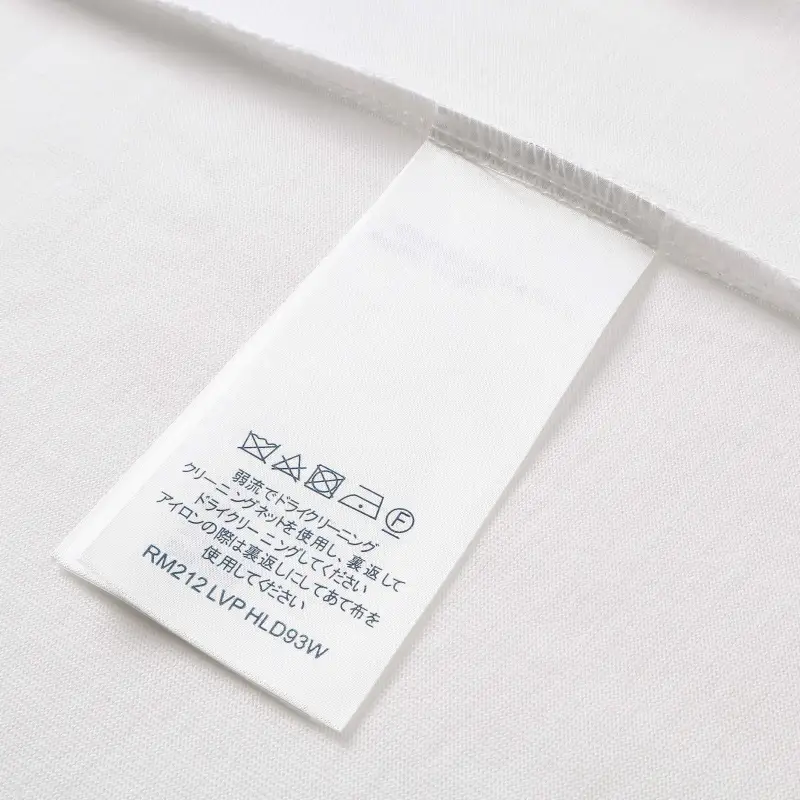 F
弱流でドライクリーニング
クリーニングネットを使用し、裏返して
ドライクリーニングしてください
アイロンの際は裏返しにしてあて布を
使用してください
RM212 LVP HLD93W